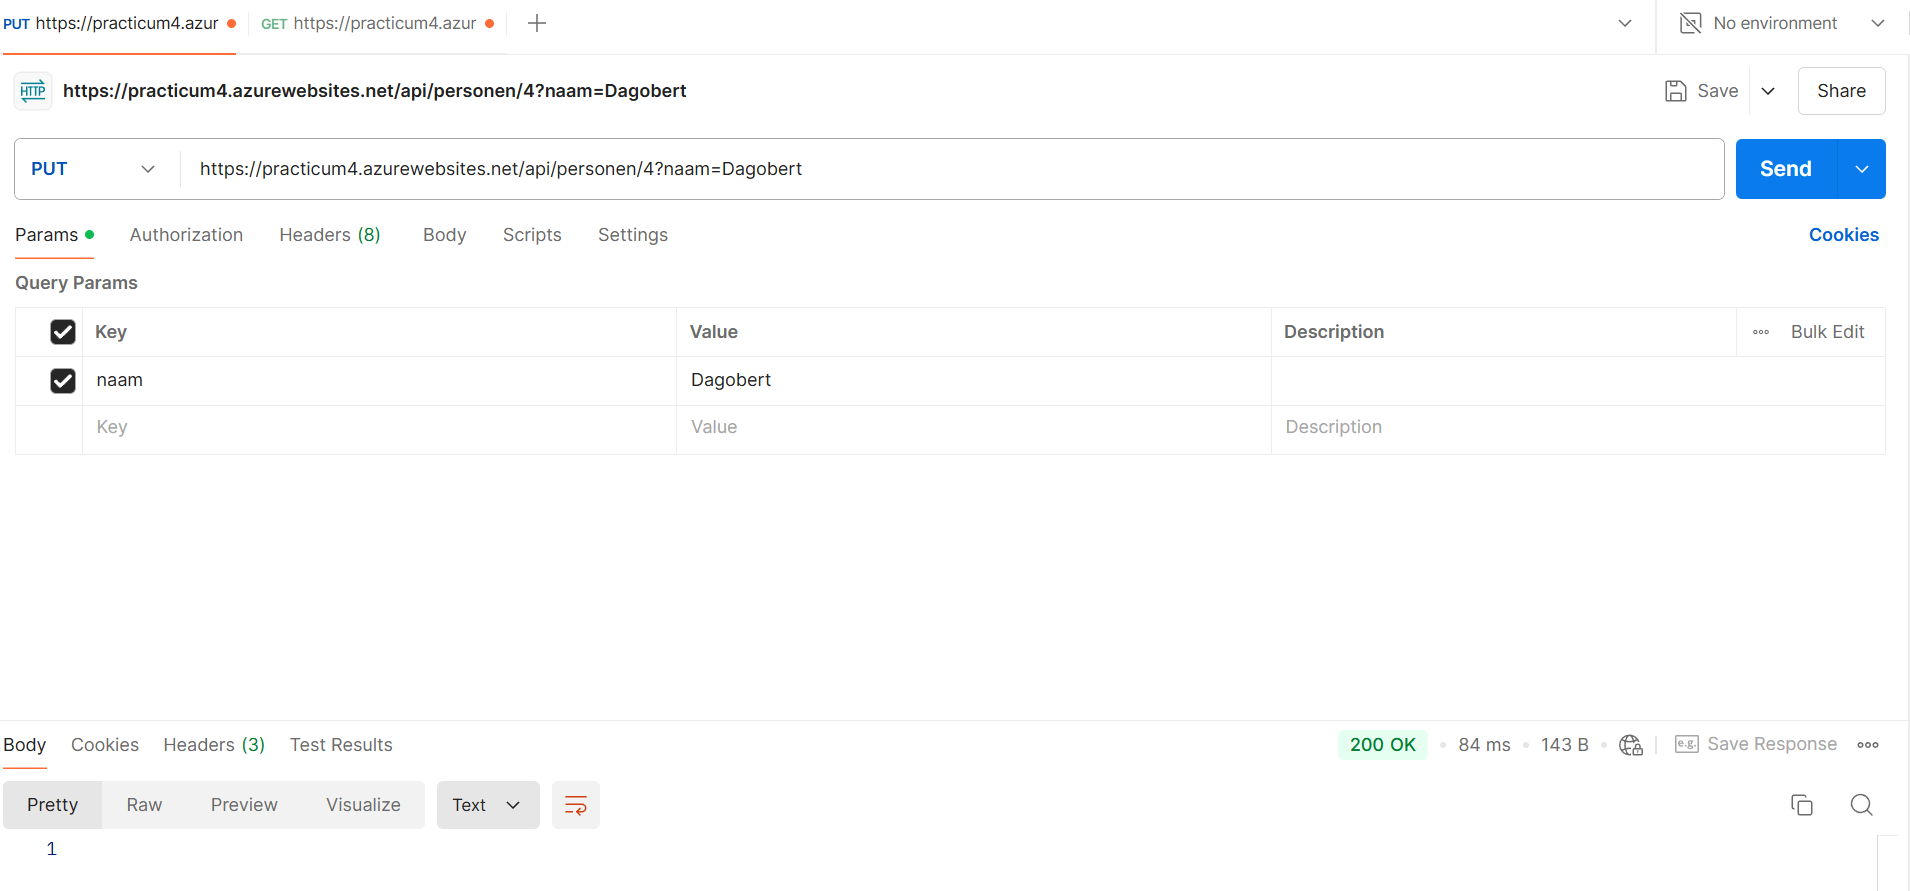 PUT https://practicum4.azur GET https://practicum4.azur No environment
HTTP https://practicum4.azurewebsites.net/api/personen/4?naam=Dagobert Save Share
PUT https://practicum4.azurewebsites.net/api/personen/4?naam=Dagobert Send
Params Authorization Headers (8) Body Scripts Settings Cookies
Query Params
Key Value Description Bulk Edit
naam Dagobert
Key Value Description
Body Cookies Headers (3) Test Results 200 OK 84 ms 143 B e.g. Save Response
Pretty Raw Preview Visualize Text
1